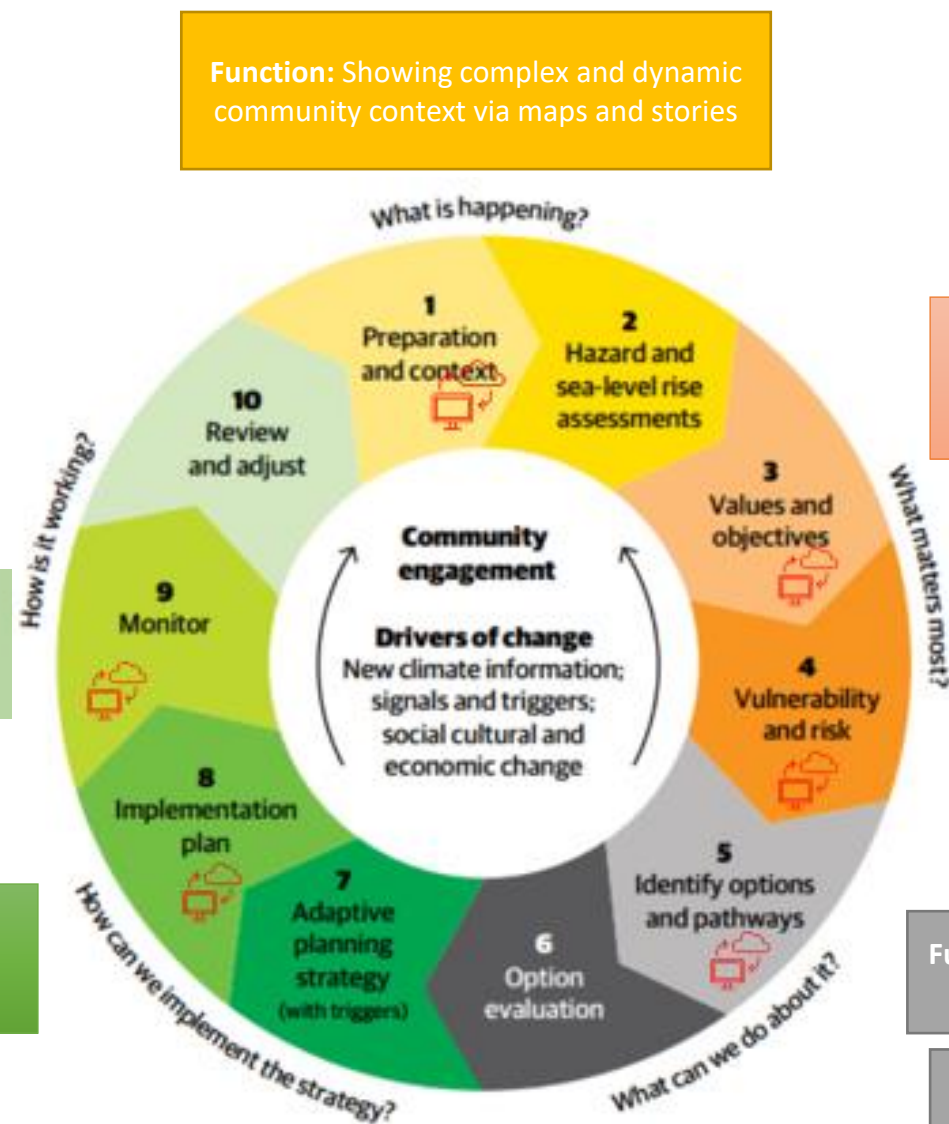 Function: Showing complex and dynamic
community context via maps and stories
What is happening?
1
Preparation
and context
2
Hazard and
sea-level rise
assessments
3
Values and
objectives
What matters most?
4
Vulnerability
and risk
5
Identify options
and pathways
What can we do about it?
6
Option
evaluation
7
Adaptive
planning
strategy
(with triggers)
How can we implement the strategy?
8
Implementation
plan
9
Monitor
How is it working?
10
Review
and adjust
Community
engagement
Drivers of change
New climate information;
signals and triggers;
social cultural and
economic change
Fu